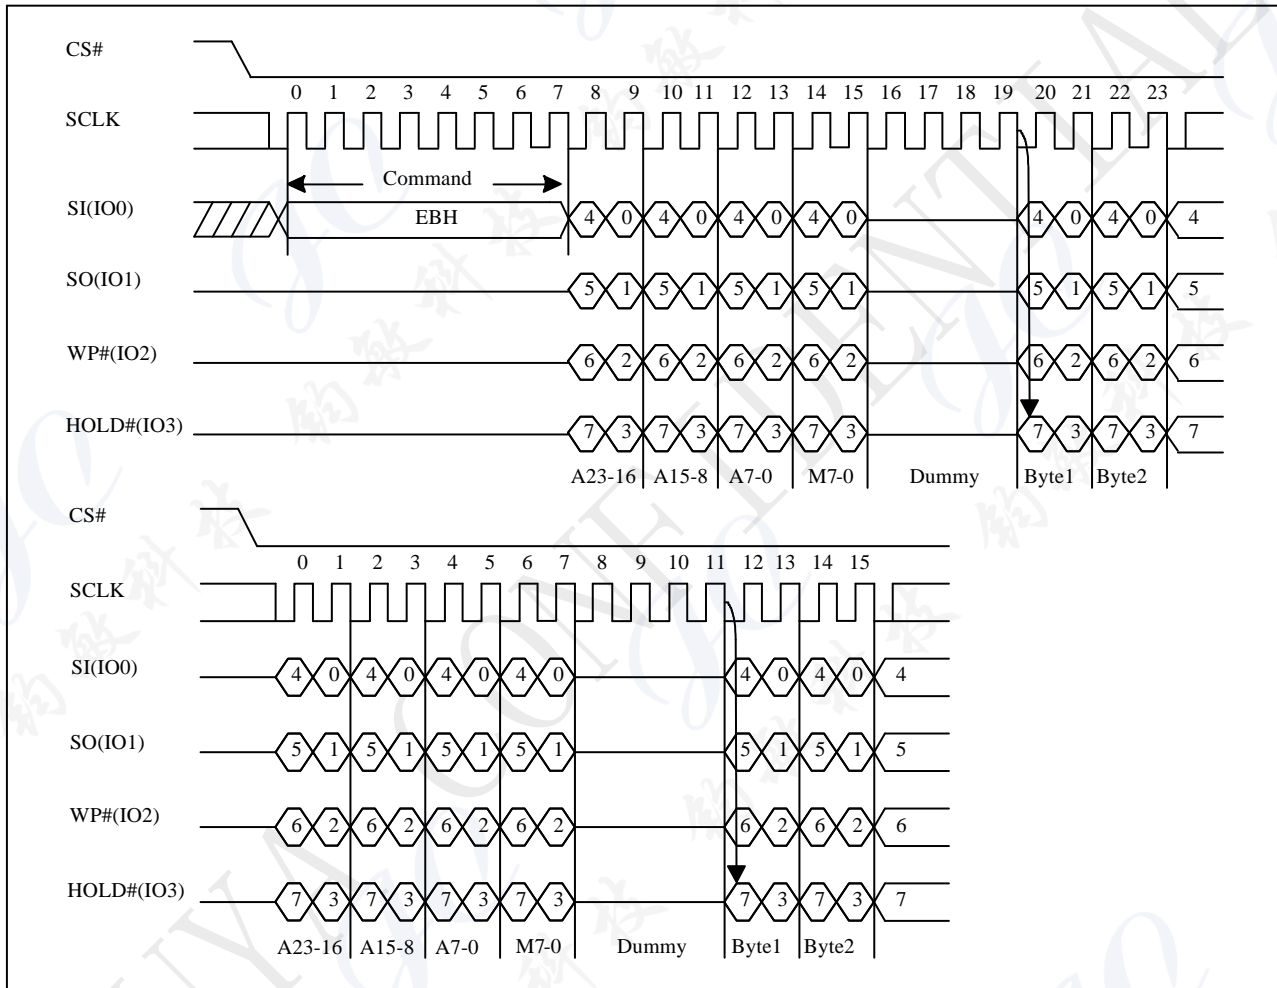 CS#
0 1 2 3 4 5 6 7 8 9 10 11 12 13 14 15 16 17 18 19 20 21 22 23
SCLK
Command
SI(IO0) EBH 4 0 4 0 4 0 4 0 4 0 4 0 4
SO(IO1) 5 1 5 1 5 1 5 1 5 1 5 1 5
WP#(IO2) 6 2 6 2 6 2 6 2 6 2 6 2 6
HOLD#(IO3) 7 3 7 3 7 3 7 3 7 3 7 3 7
A23-16 A15-8 A7-0 M7-0 Dummy Byte1 Byte2
CS#
0 1 2 3 4 5 6 7 8 9 10 11 12 13 14 15
SCLK
SI(IO0) 4 0 4 0 4 0 4 0 4 0 4 0 4
SO(IO1) 5 1 5 1 5 1 5 1 5 1 5 1 5
WP#(IO2) 6 2 6 2 6 2 6 2 6 2 6 2 6
HOLD#(IO3) 7 3 7 3 7 3 7 3 7 3 7 3 7
A23-16 A15-8 A7-0 M7-0 Dummy Byte1 Byte2
CONFIDENTIAL